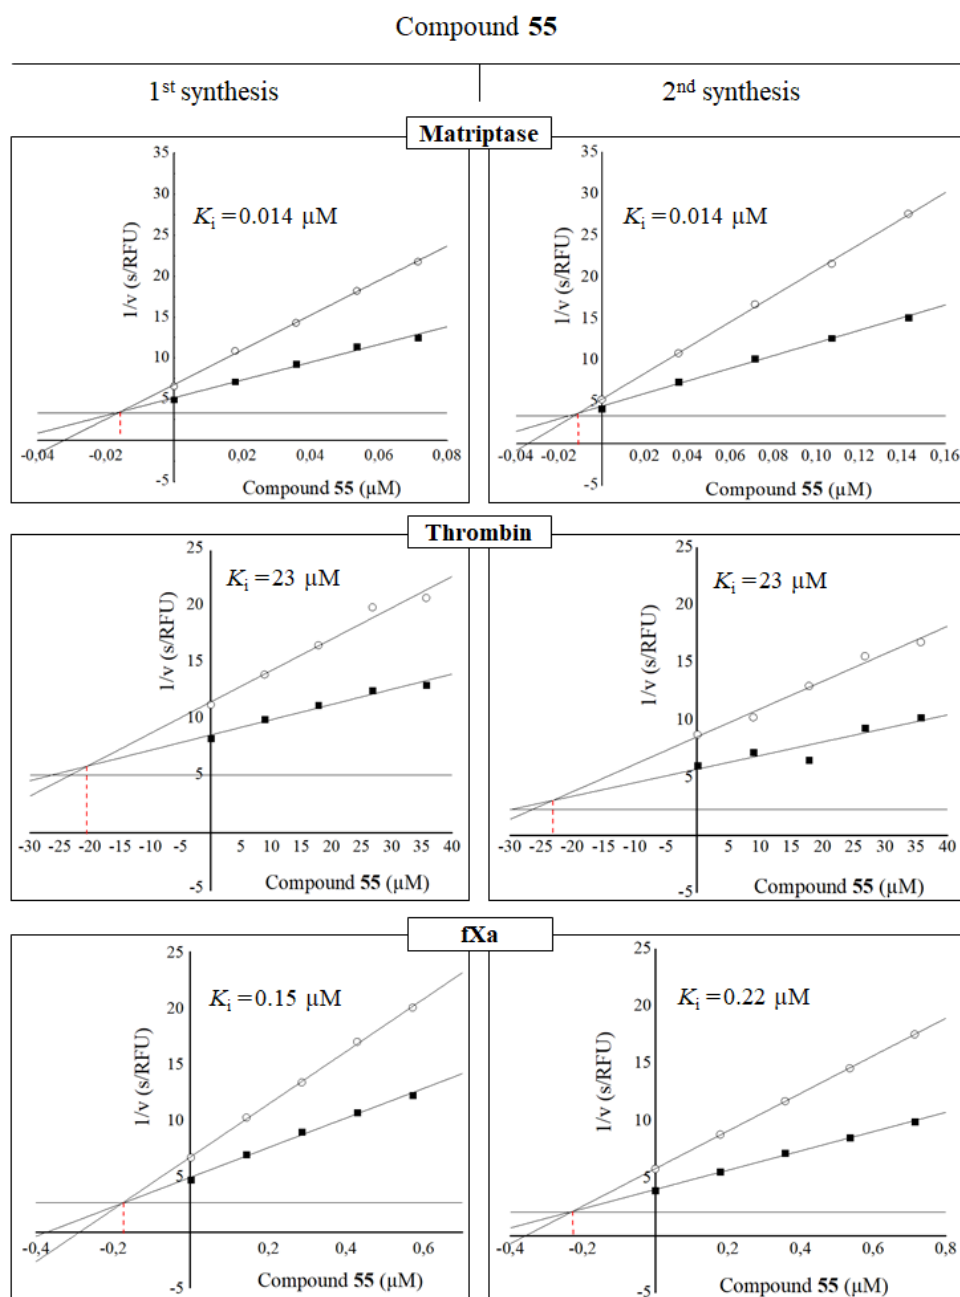 Compound 55
1st synthesis
2nd synthesis
Matriptase
35
30
25
20
15
10
5
-5
1/v (s/RFU)
Ki = 0.014 µM
-0,04 -0,02 0,02 0,04 0,06 0,08
Compound 55 (µM)
35
30
25
20
15
10
5
-5
1/v (s/RFU)
Ki = 0.014 µM
-0,04 -0,02 0,02 0,04 0,06 0,08 0,10 0,12 0,14 0,16
Compound 55 (µM)
Thrombin
25
20
15
10
5
-5
1/v (s/RFU)
Ki = 23 µM
-30 -25 -20 -15 -10 -5 5 10 15 20 25 30 35 40
Compound 55 (µM)
25
20
15
10
5
-5
1/v (s/RFU)
Ki = 23 µM
-30 -25 -20 -15 -10 -5 5 10 15 20 25 30 35 40
Compound 55 (µM)
fXa
25
20
15
10
5
-5
1/v (s/RFU)
Ki = 0.15 µM
-0,4 -0,2 0,2 0,4 0,6
Compound 55 (µM)
25
20
15
10
5
-5
1/v (s/RFU)
Ki = 0.22 µM
-0,4 -0,2 0,2 0,4 0,6 0,8
Compound 55 (µM)